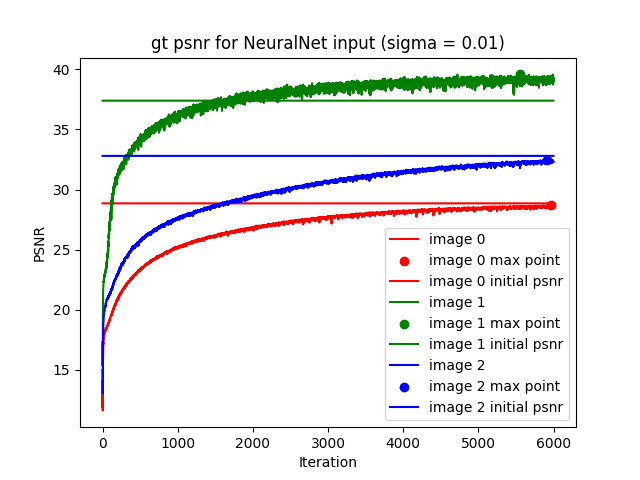 gt psnr for NeuralNet input (sigma = 0.01)
40
35
30
25
20
15
PSNR
0
1000
2000
3000
4000
5000
6000
Iteration
image 0
image 0 max point
image 0 initial psnr
image 1
image 1 max point
image 1 initial psnr
image 2
image 2 max point
image 2 initial psnr